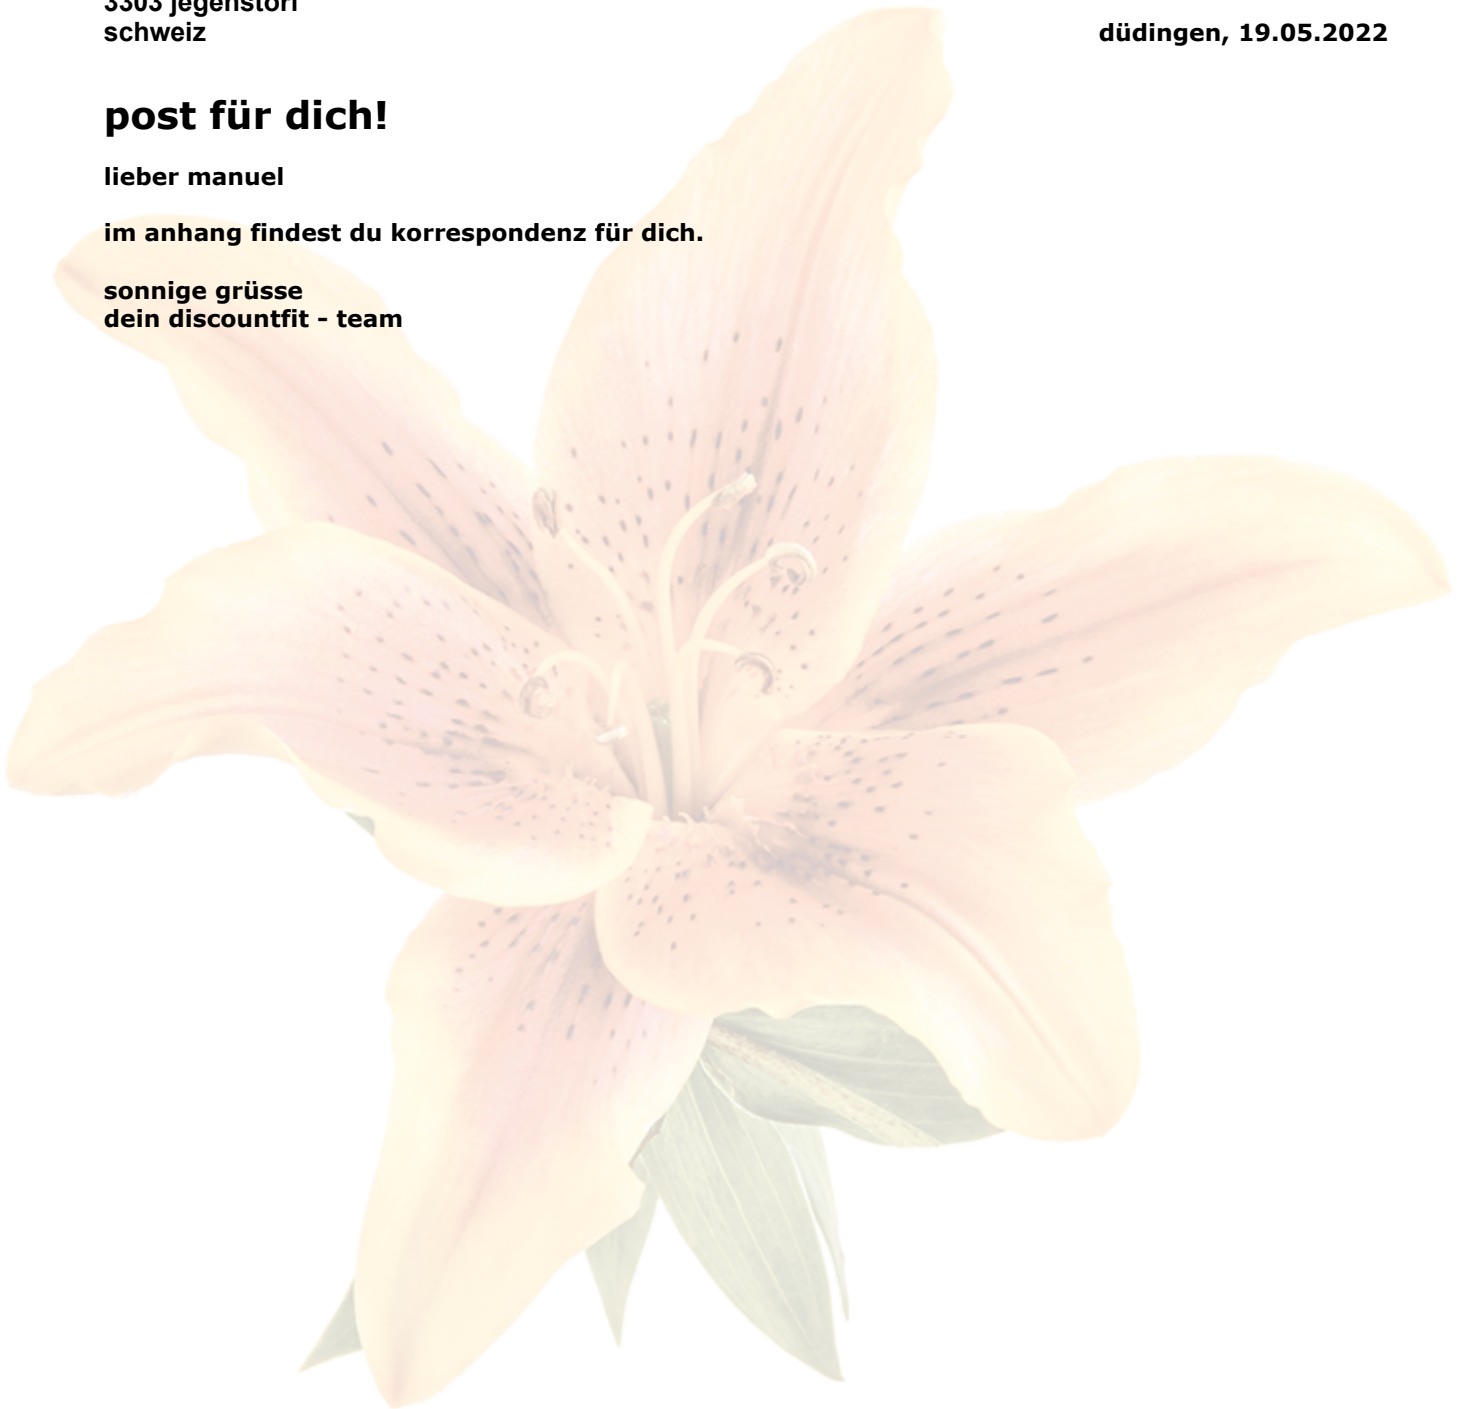 3303 jegenstorf
schweiz
düdingen, 19.05.2022
post für dich!
lieber manuel
im anhang findest du korrespondenz für dich.
sonnige grüsse
dein discountfit - team